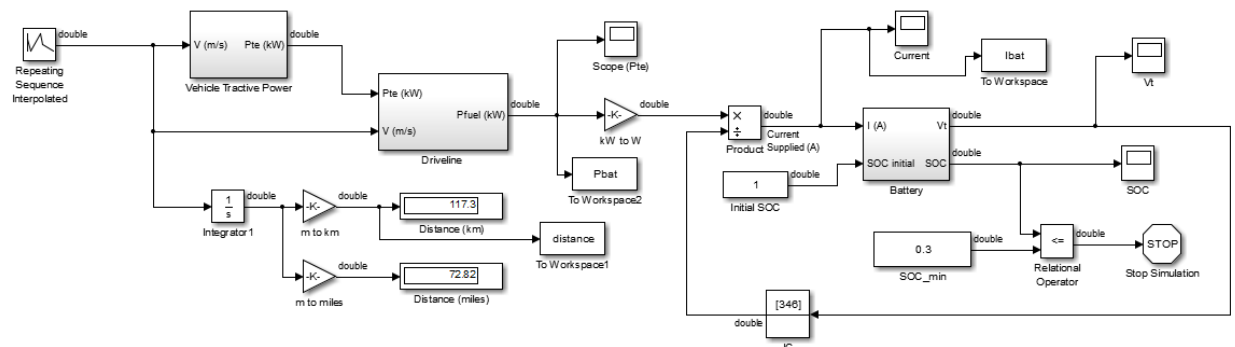 double
V (m/s)
Pte (kW)
double
Repeating
Sequence
Interpolated
Vehicle Tractive Power
Pte (kW)
V (m/s)
Pfuel (kW)
double
Driveline
Scope (Pte)
-K-
double
kW to W
Pbat
To Workspace2
1
s
double
Integrator1
-K-
double
m to km
117.3
Distance (km)
distance
To Workspace1
-K-
double
m to miles
72.82
Distance (miles)
×
÷
double
Product
Current
Supplied (A)
Current
Ibat
To Workspace
I (A)
SOC initial
Vt
SOC
double
double
Battery
1
double
Initial SOC
Vt
SOC
0.3
double
SOC_min
<=
double
Relational
Operator
STOP
Stop Simulation
[346]
double